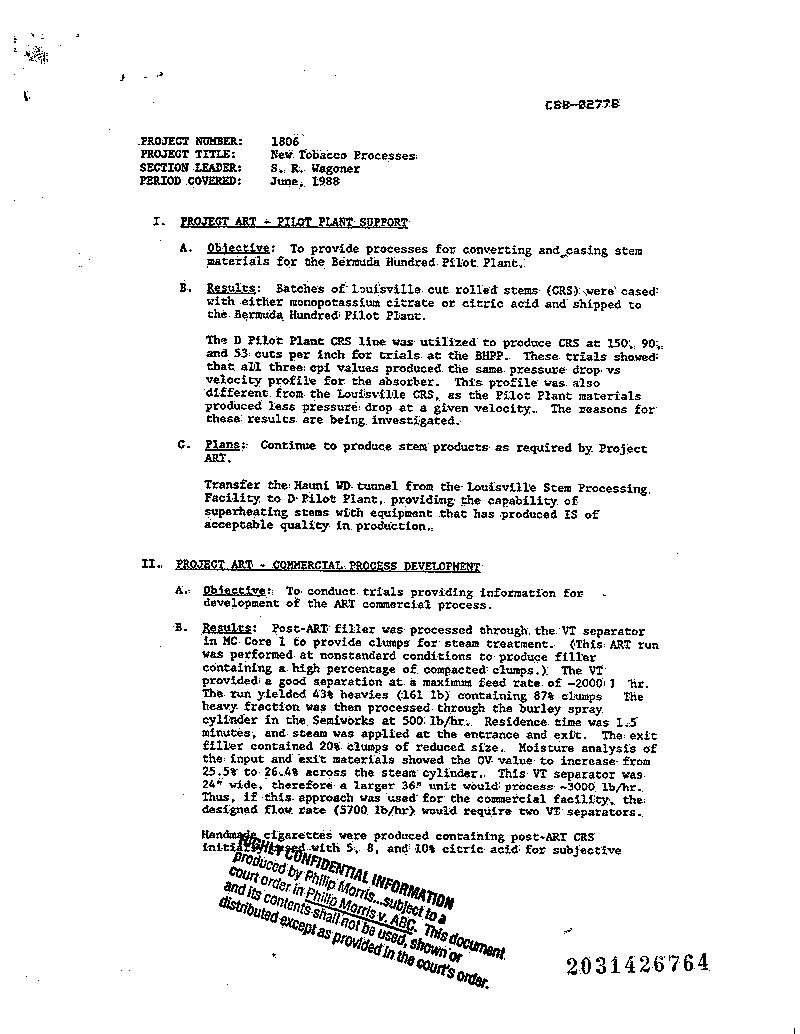 CBB-02778
PROJECT NUMBER: 1806
PROJECT TITLE: New Tobacco Processes
SECTION LEADER: S. R. Wagoner
PERIOD COVERED: June, 1988
I. PROJECT ART - PILOT PLANT SUPPORT
A. Objective: To provide processes for converting and casing stem
materials for the Bermuda Hundred Pilot Plant.
B. Results: Batches of Louisville cut rolled stems (CRS) were cased
with either monopotassium citrate or citric acid and shipped to
the Bermuda Hundred Pilot Plant.
The D Pilot Plant CRS line was utilized to produce CRS at 150, 90,
and 53 cuts per inch for trials at the BHPP. These trials showed
that all three cpi values produced the same pressure drop vs
velocity profile for the absorber. This profile was also
different from the Louisville CRS, as the Pilot Plant materials
produced less pressure drop at a given velocity. The reasons for
these results are being investigated.
C. Plans: Continue to produce stem products as required by Project
ART.
Transfer the Hauni WD tunnel from the Louisville Stem Processing
Facility to D Pilot Plant, providing the capability of
superheating stems with equipment that has produced IS of
acceptable quality in production.
II. PROJECT ART - COMMERCIAL PROCESS DEVELOPMENT
A. Objective: To conduct trials providing information for
development of the ART commercial process.
B. Results: Post-ART filler was processed through the VT separator
in MC Core 1 to provide clumps for steam treatment. (This ART run
was performed at nonstandard conditions to produce filler
containing a high percentage of compacted clumps.) The VT
provided a good separation at a maximum feed rate of ~2000 hr.
The run yielded 43% heavies (161 lb) containing 87% clumps The
heavy fraction was then processed through the burley spray
cylinder in the Semiworks at 500 lb/hr. Residence time was 1.5
minutes, and steam was applied at the entrance and exit. The exit
filler contained 20% clumps of reduced size. Moisture analysis of
the input and exit materials showed the OV value to increase from
25.5% to 26.4% across the steam cylinder. This VT separator was
24" wide, therefore a larger 36" unit would process ~3000 lb/hr.
Thus, if this approach was used for the commercial facility, the
designed flow rate (5700 lb/hr) would require two VT separators.
Handmade cigarettes were produced containing post-ART CRS
with 5, 8, and 10% citric acid for subjective
CONFIDENTIAL INFORMATION
produced by Philip Morris...subject to a
court order in Philip Morris v. ABC. This document
and its contents shall not be used, shown or
distributed except as provided in the court's order.
2031426764